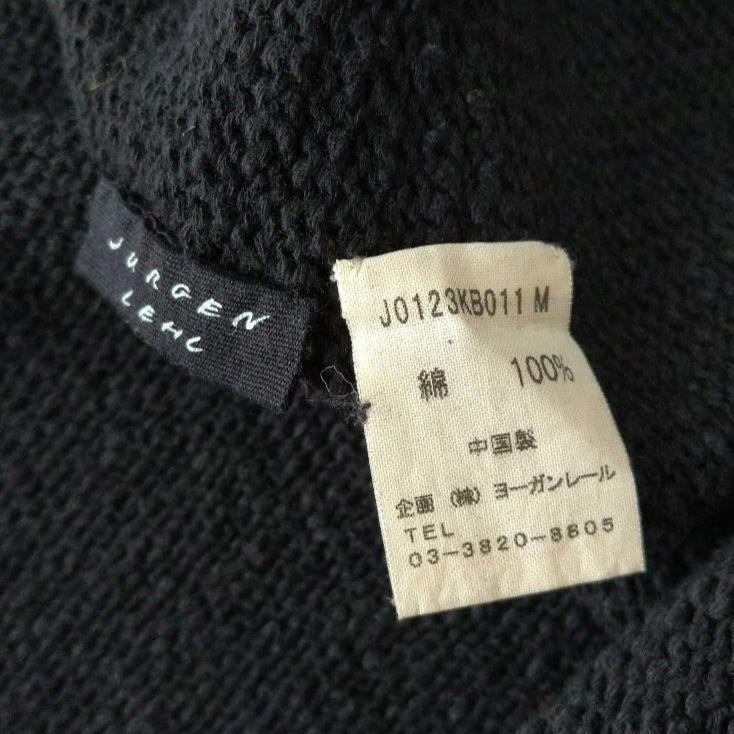 JURGEN
LEHL
J0123KB011 M
綿 100%
中国製
企画 (株) ヨーガンレール
TEL
03-3820-8805